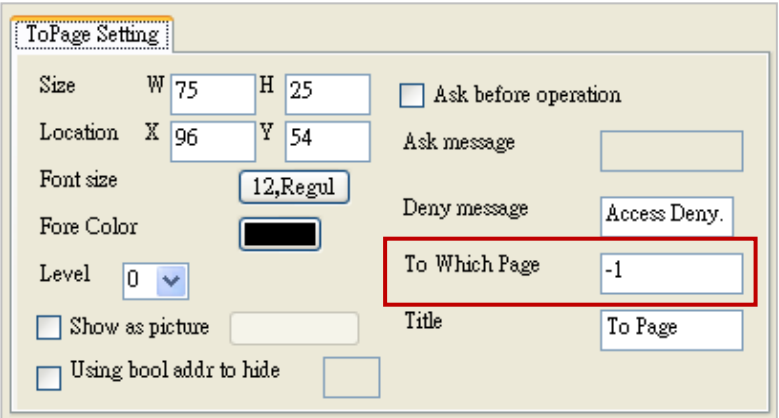 ToPage Setting
Size W 75 H 25
Location X 96 Y 54
Font size 12,Regul
Fore Color
Level 0
Show as picture
Using bool addr to hide
Ask before operation
Ask message
Deny message Access Deny.
To Which Page -1
Title To Page